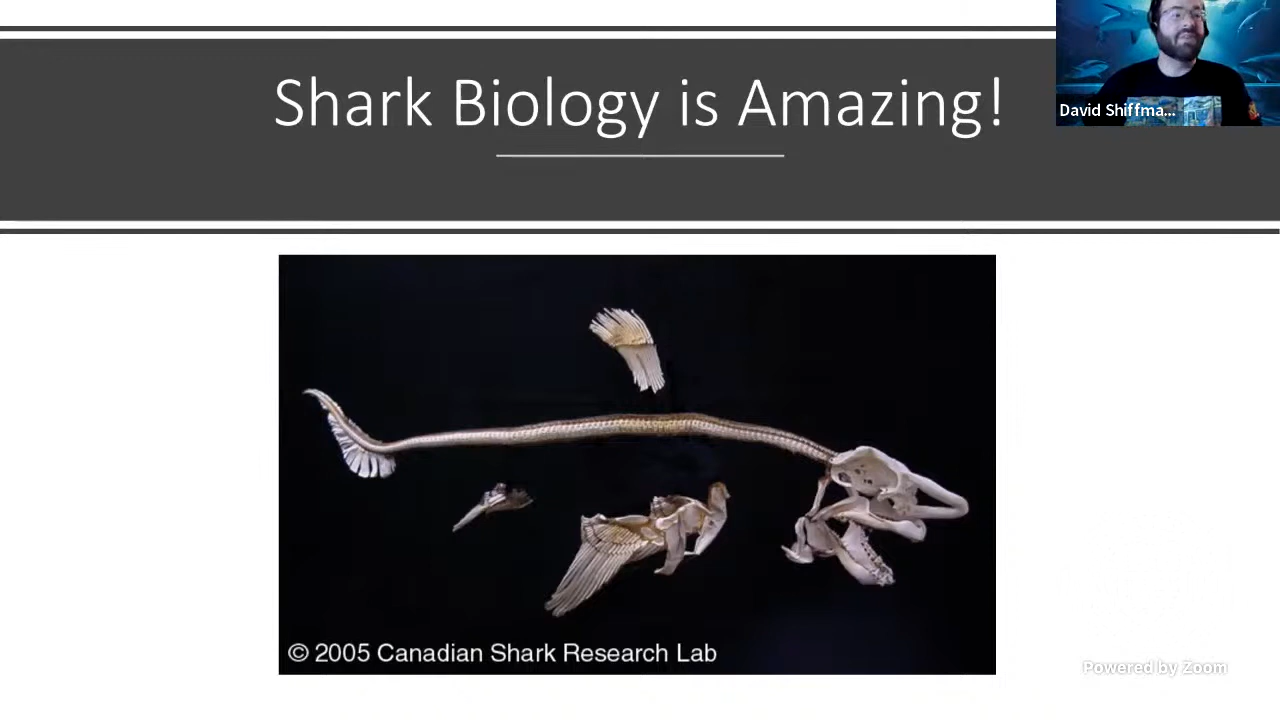 Shark Biology is Amazing!
David Shiffma...
© 2005 Canadian Shark Research Lab
Powered by Zoom